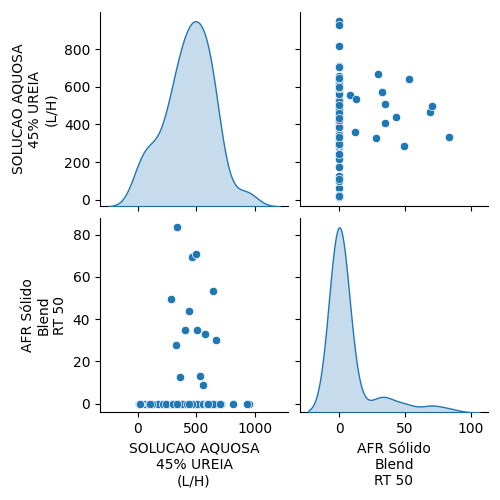 SOLUCAO AQUOSA
45% UREIA
(L/H)
800
600
400
200
0
AFR Sólido
Blend
RT 50
80
60
40
20
0
0
500
1000
SOLUCAO AQUOSA
45% UREIA
(L/H)
0
50
100
AFR Sólido
Blend
RT 50